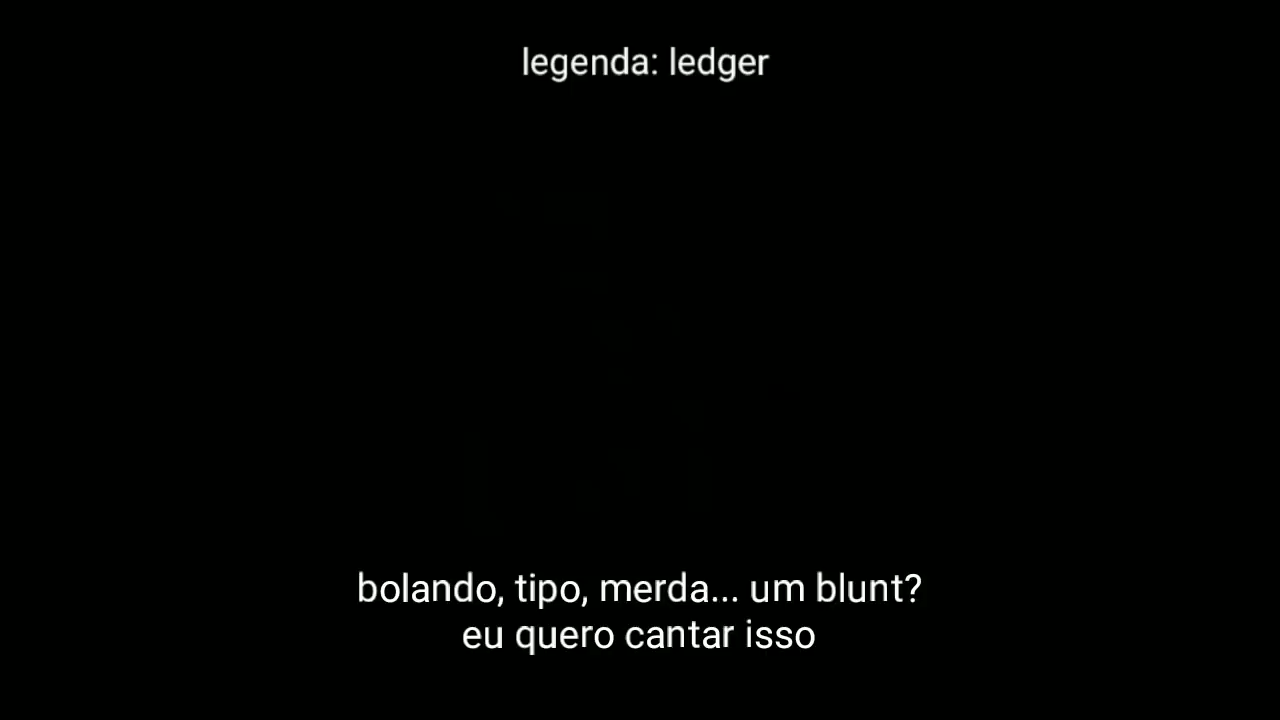 legenda: ledger
bolando, tipo, merda... um blunt?
eu quero cantar isso